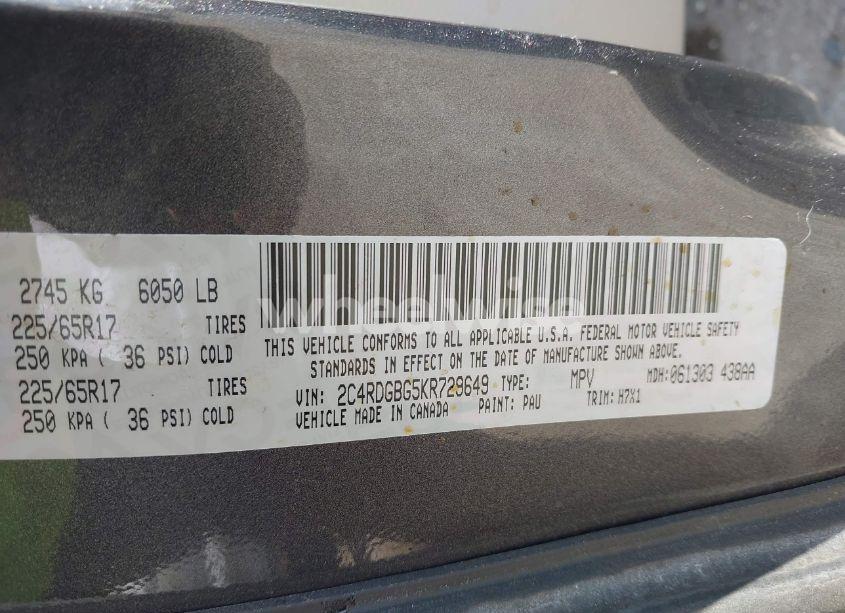 2745 KG 6050 LB
225/65R17 TIRES
250 KPA ( 36 PSI) COLD
225/65R17 TIRES
250 KPA ( 36 PSI) COLD
wheelwise
THIS VEHICLE CONFORMS TO ALL APPLICABLE U.S.A. FEDERAL MOTOR VEHICLE SAFETY
STANDARDS IN EFFECT ON THE DATE OF MANUFACTURE SHOWN ABOVE.
VIN: 2C4RDGBG5KR729649 TYPE: MPV MDH:061303 438AA
VEHICLE MADE IN CANADA PAINT: PAU TRIM: H7X1